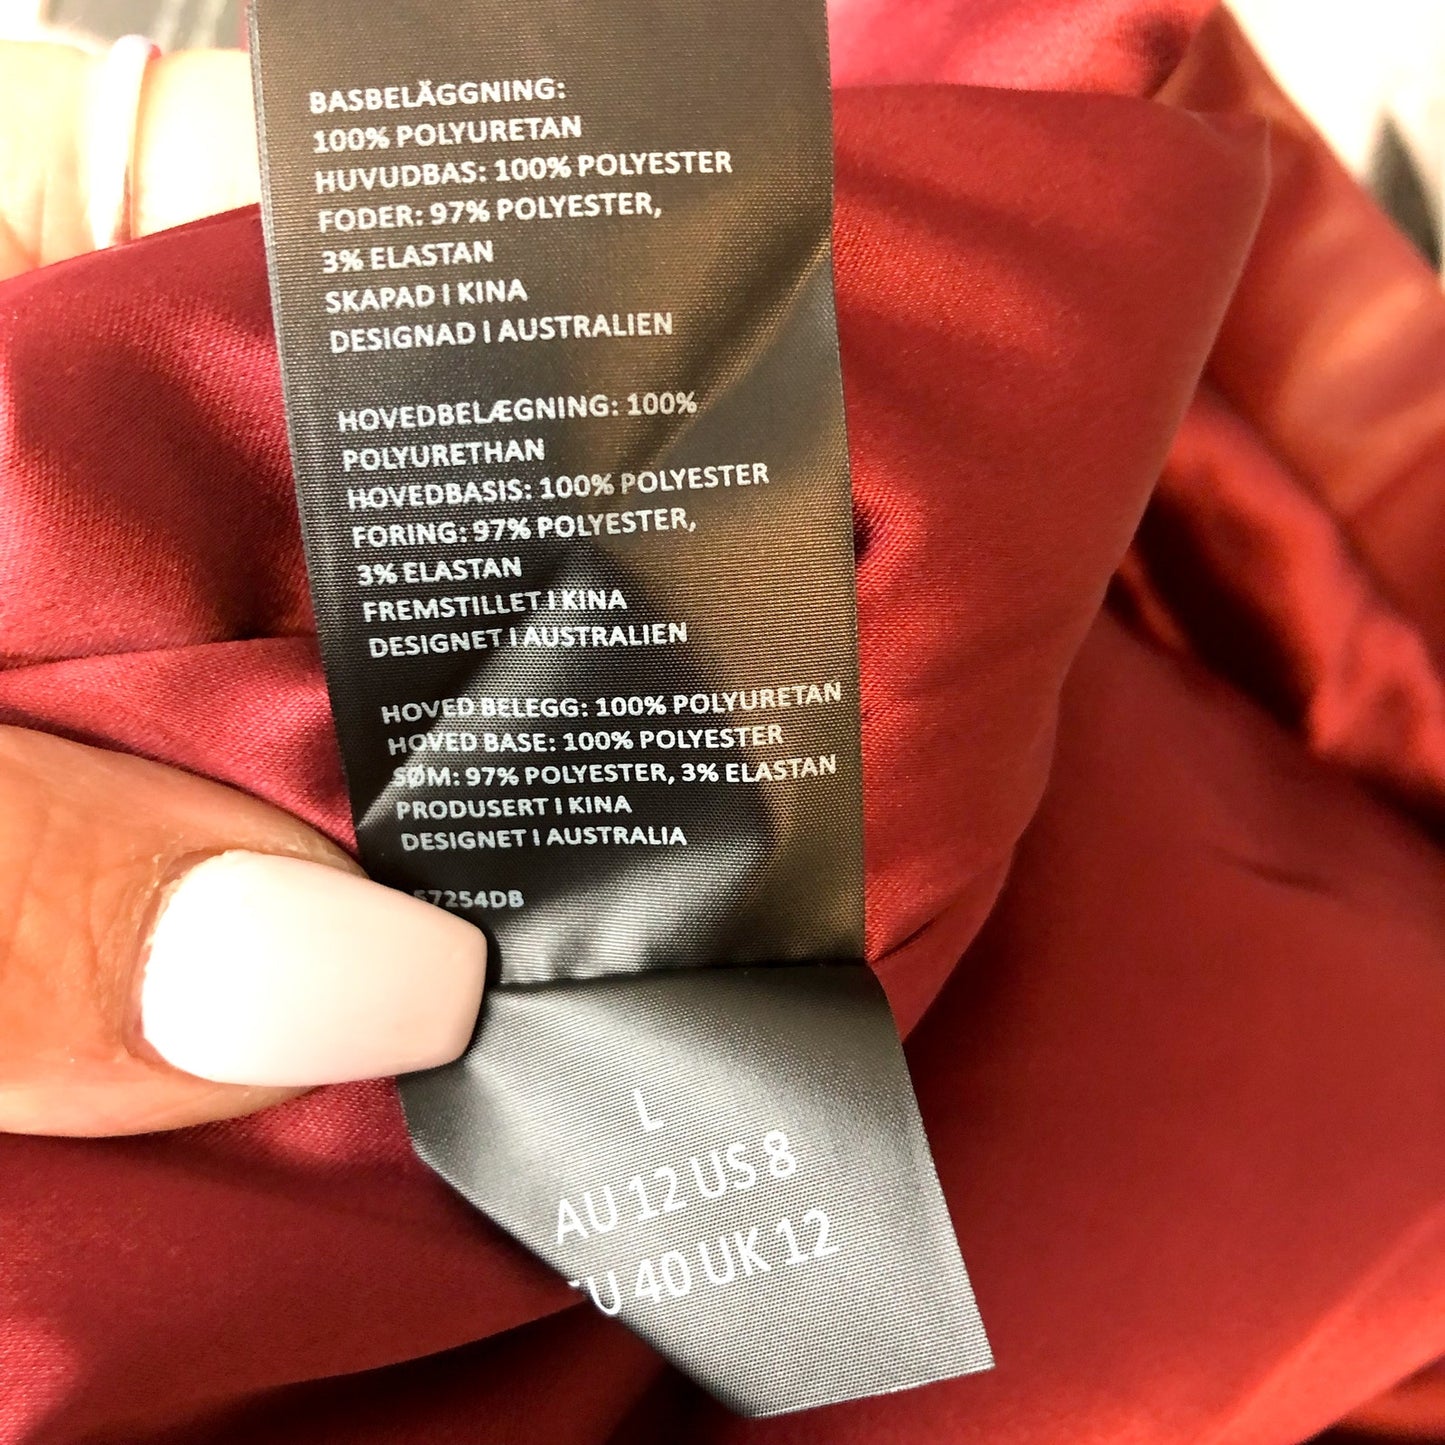 BASBELÄGGNING:
100% POLYURETAN
HUVUDBAS: 100% POLYESTER
FODER: 97% POLYESTER,
3% ELASTAN
SKAPAD I KINA
DESIGNAD I AUSTRALIEN
HOVEDBELÆGNING: 100%
POLYURETHAN
HOVEDBASIS: 100% POLYESTER
FORING: 97% POLYESTER,
3% ELASTAN
FREMSTILLET I KINA
DESIGNET I AUSTRALIEN
HOVED BELEGG: 100% POLYURETAN
HOVED BASE: 100% POLYESTER
SØM: 97% POLYESTER, 3% ELASTAN
PRODUSERT I KINA
DESIGNET I AUSTRALIA
L
AU 12 US 8
40 UK 12